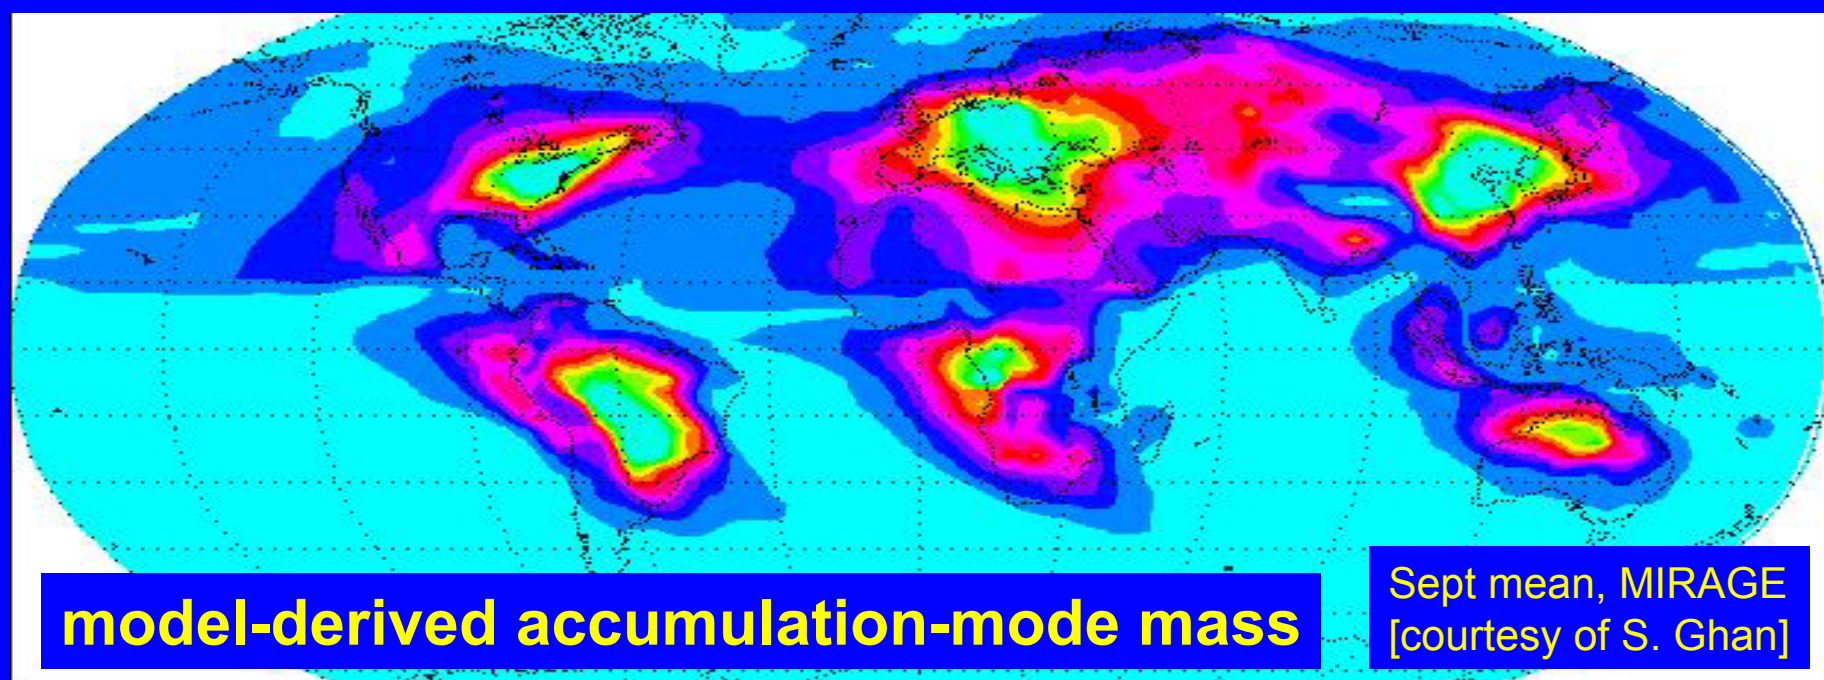 model-derived accumulation-mode mass
Sept mean, MIRAGE
[courtesy of S. Ghan]